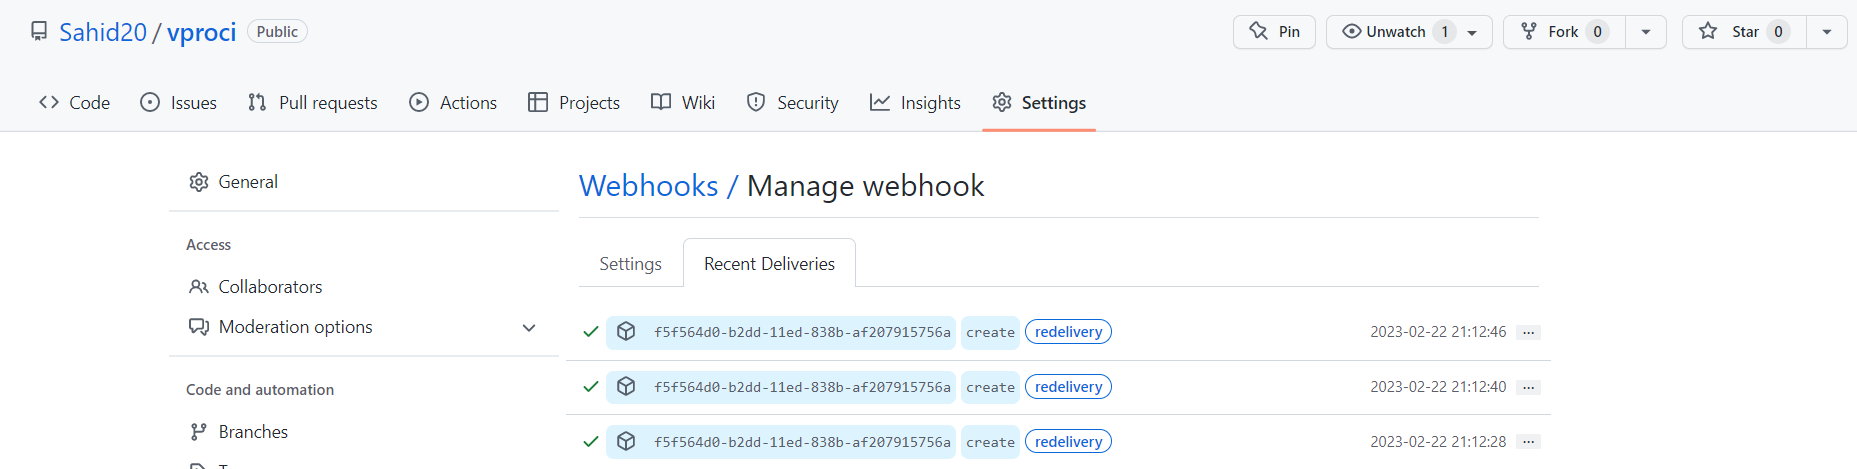 Sahid20 / vproci Public
Pin Unwatch 1 Fork 0 Star 0
Code Issues Pull requests Actions Projects Wiki Security Insights Settings
General
Access
Collaborators
Moderation options
Code and automation
Branches
Webhooks / Manage webhook
Settings Recent Deliveries
f5f564d0-b2dd-11ed-838b-af207915756a create redelivery 2023-02-22 21:12:46 ...
f5f564d0-b2dd-11ed-838b-af207915756a create redelivery 2023-02-22 21:12:40 ...
f5f564d0-b2dd-11ed-838b-af207915756a create redelivery 2023-02-22 21:12:28 ...